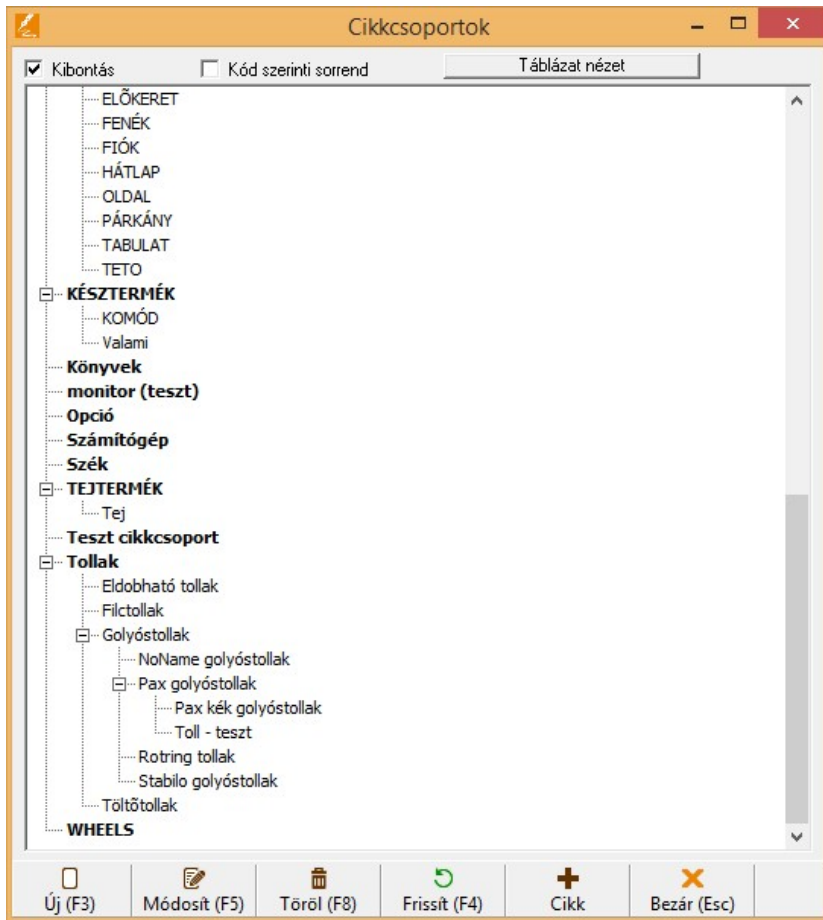 Cikkcsoportok
Kibontás Kód szerinti sorrend Táblázat nézet
ELÕKERET
FENÉK
FIÓK
HÁTLAP
OLDAL
PÁRKÁNY
TABULAT
TETO
KÉSZTERMÉK
KOMÓD
Valami
Könyvek
monitor (teszt)
Opció
Számítógép
Szék
TEJTERMÉK
Tej
Teszt cikkcsoport
Tollak
Eldobható tollak
Filctollak
Golyóstollak
NoName golyóstollak
Pax golyóstollak
Pax kék golyóstollak
Toll - teszt
Rotring tollak
Stabilo golyóstollak
Töltõtollak
WHEELS
Új (F3) Módosít (F5) Töröl (F8) Frissít (F4) Cikk Bezár (Esc)